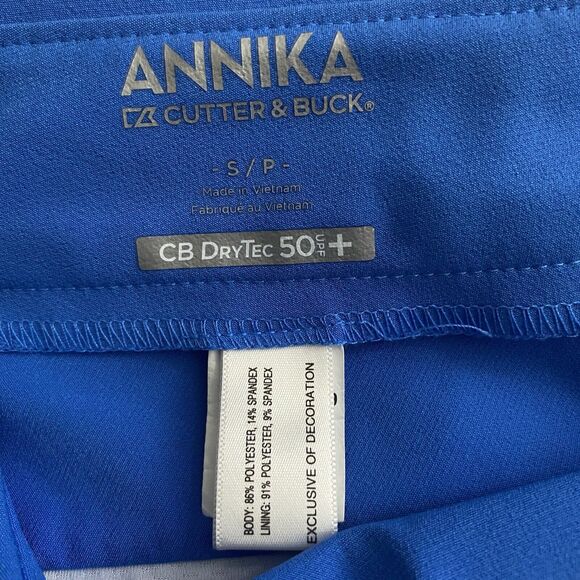 ANNIKA
CUTTER & BUCK®
- S / P -
Made in Vietnam
Fabriqué au Vietnam
CB DRYTEC 50+ UPF
BODY: 86% POLYESTER, 14% SPANDEX
LINING: 91% POLYESTER, 9% SPANDEX
EXCLUSIVE OF DECORATION